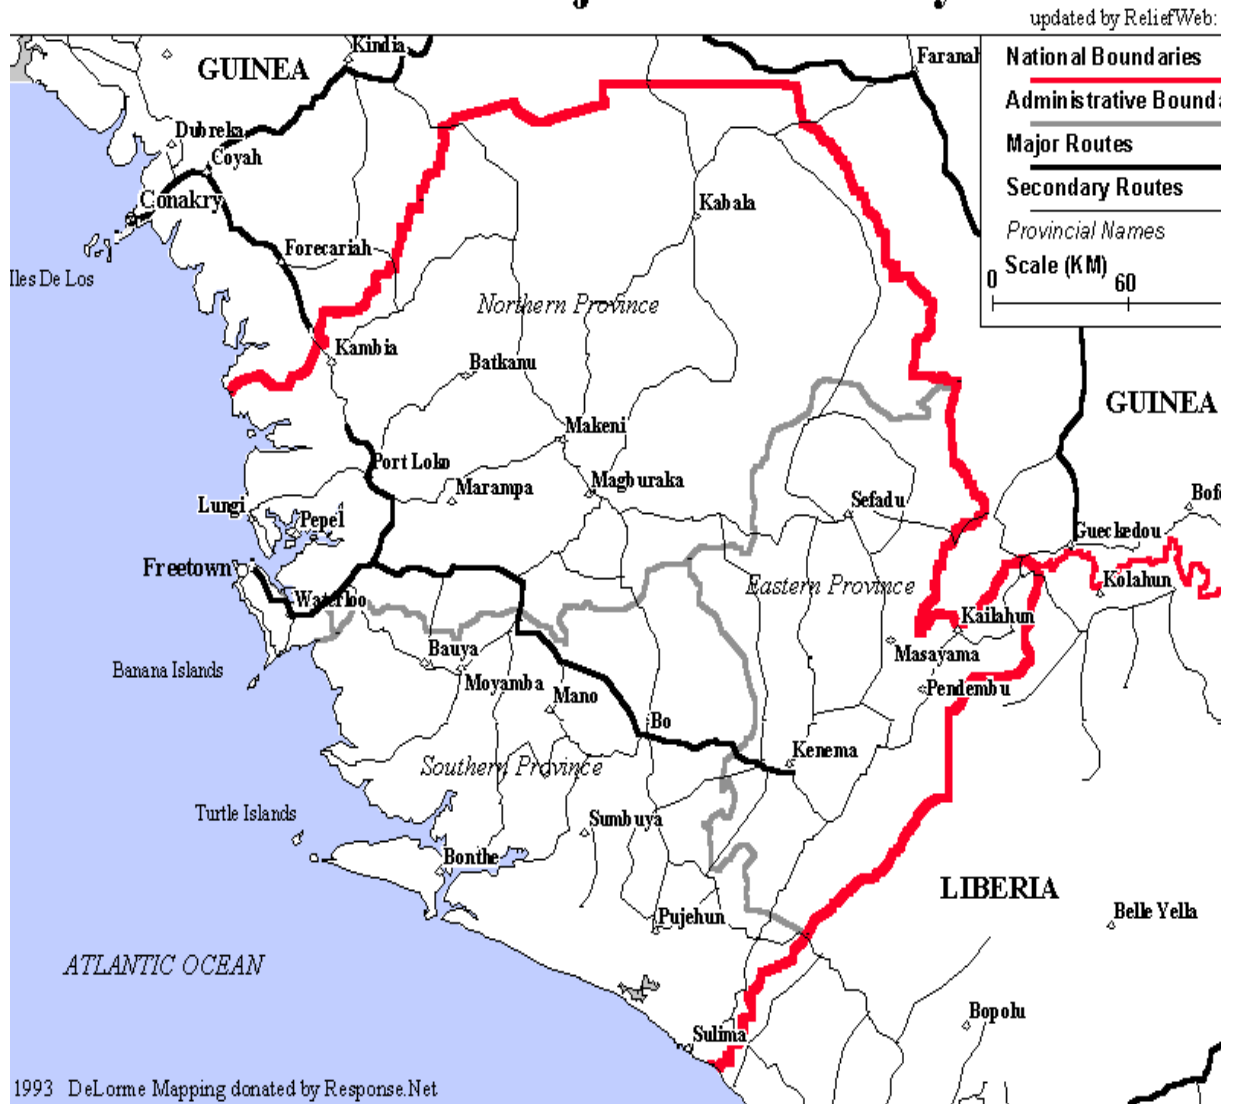 updated by ReliefWeb:
National Boundaries
Administrative Bounda
Major Routes
Secondary Routes
Provincial Names
Scale (KM)
0 60
Kindia
GUINEA
Faranah
Dubreka
Coyah
Conakry
Kabala
Forecariah
Iles De Los
Northern Province
Kambia
Batkanu
GUINEA
Makeni
Port Loko
Magburaka
Marampa
Lungi
Pepel
Sefadu
Bofo
Gueckedou
Freetown
Waterloo
Eastern Province
Kolahun
Kailahun
Bauya
Masayama
Banana Islands
Moyamba
Pendembu
Mano
Bo
Kenema
Southern Province
Turtle Islands
Sumbuya
Bonthe
LIBERIA
Pujehun
Belle Yella
ATLANTIC OCEAN
Bopolu
Sulima
1993 DeLorme Mapping donated by Response.Net